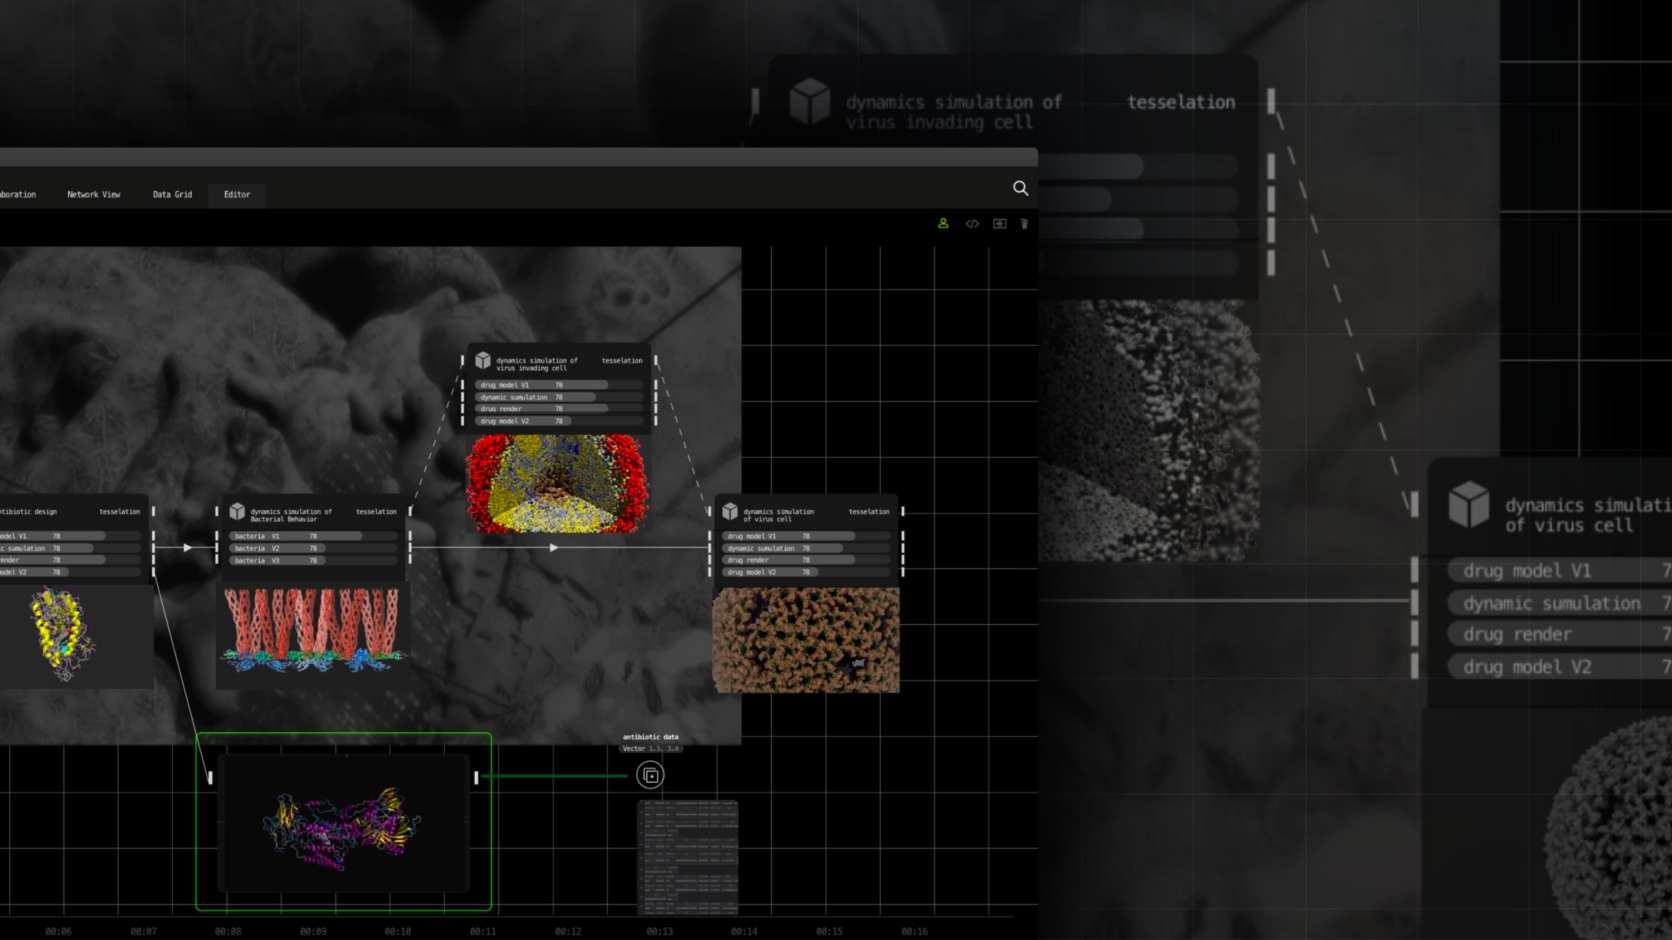 dynamics simulation of
virus invading cell
tesselation
Network View
Data Grid
Editor
dynamics simulation of
virus invading cell
tesselation
drug model V1 78
dynamic sumulation 78
drug render 78
drug model V2 78
dynamics simulati
of virus cell
drug model V1 7
dynamic sumulation 7
drug render 7
drug model V2 7
tibiotic design
tesselation
odel V1 78
ic sumulation 78
ender 78
odel V2 78
dynamics simulation of
Bacterial Behavior
tesselation
bacteria V1 78
bacteria V2 78
bacteria V3 78
dynamics simulation
of virus cell
tesselation
drug model V1 78
dynamic sumulation 78
drug render 78
drug model V2 78
antibiotic data
Vector 1.3. 3.4
00:06 00:07 00:08 00:09 00:10 00:11 00:12 00:13 00:14 00:15 00:16